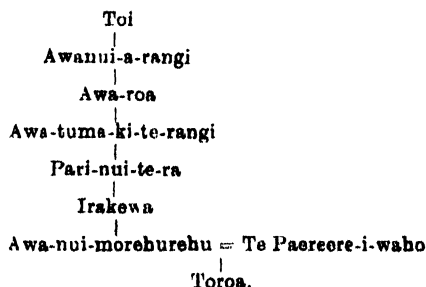 Toi
Awanui-a-rangi
Awa-roa
Awa-tuma-ki-te-rangi
Pari-nui-te-ra
Irakewa
Awa-nui-morehurehu = Te Paereere-i-waho
Toroa.